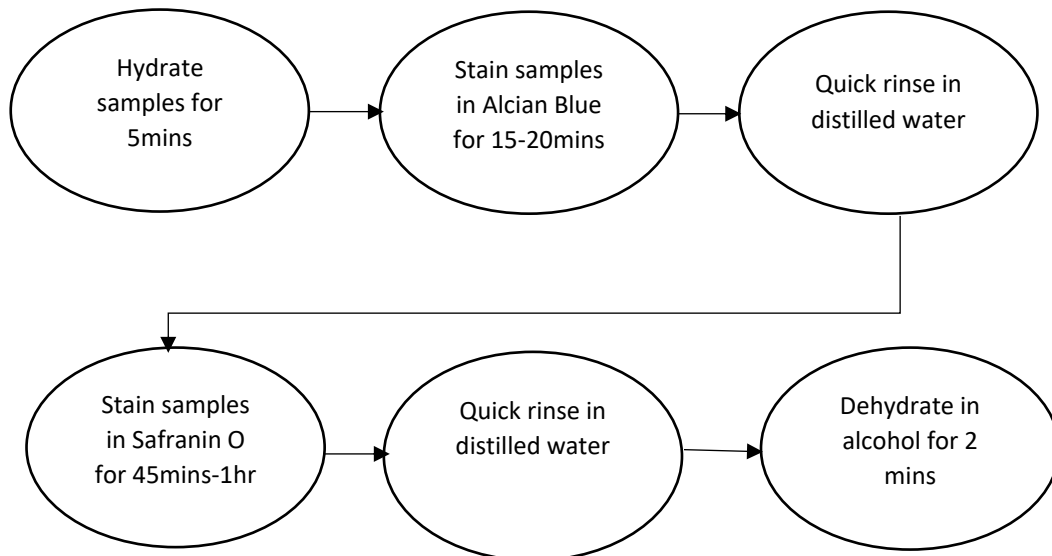 Hydrate
samples for
5mins
Stain samples
in Alcian Blue
for 15-20mins
Quick rinse in
distilled water
Stain samples
in Safranin O
for 45mins-1hr
Quick rinse in
distilled water
Dehydrate in
alcohol for 2
mins